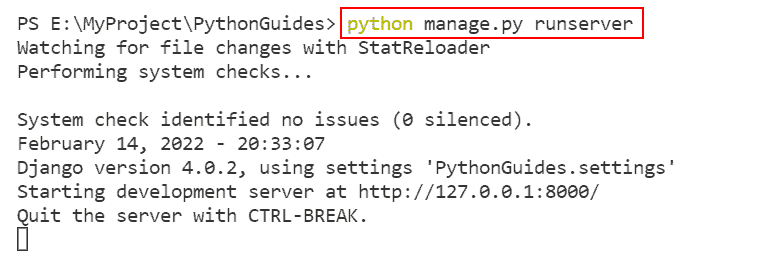 PS E:\MyProject\PythonGuides> python manage.py runserver
Watching for file changes with StatReloader
Performing system checks...
System check identified no issues (0 silenced).
February 14, 2022 - 20:33:07
Django version 4.0.2, using settings 'PythonGuides.settings'
Starting development server at http://127.0.0.1:8000/
Quit the server with CTRL-BREAK.